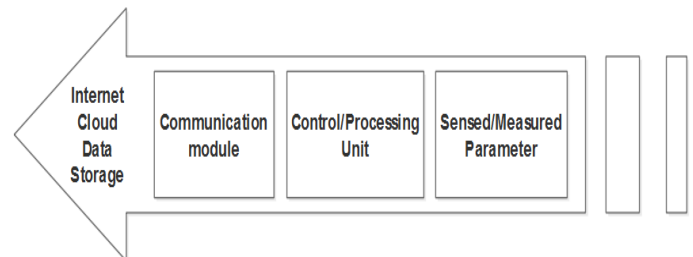 Internet
Cloud
Data
Storage
Communication
module
Control/Processing
Unit
Sensed/Measured
Parameter